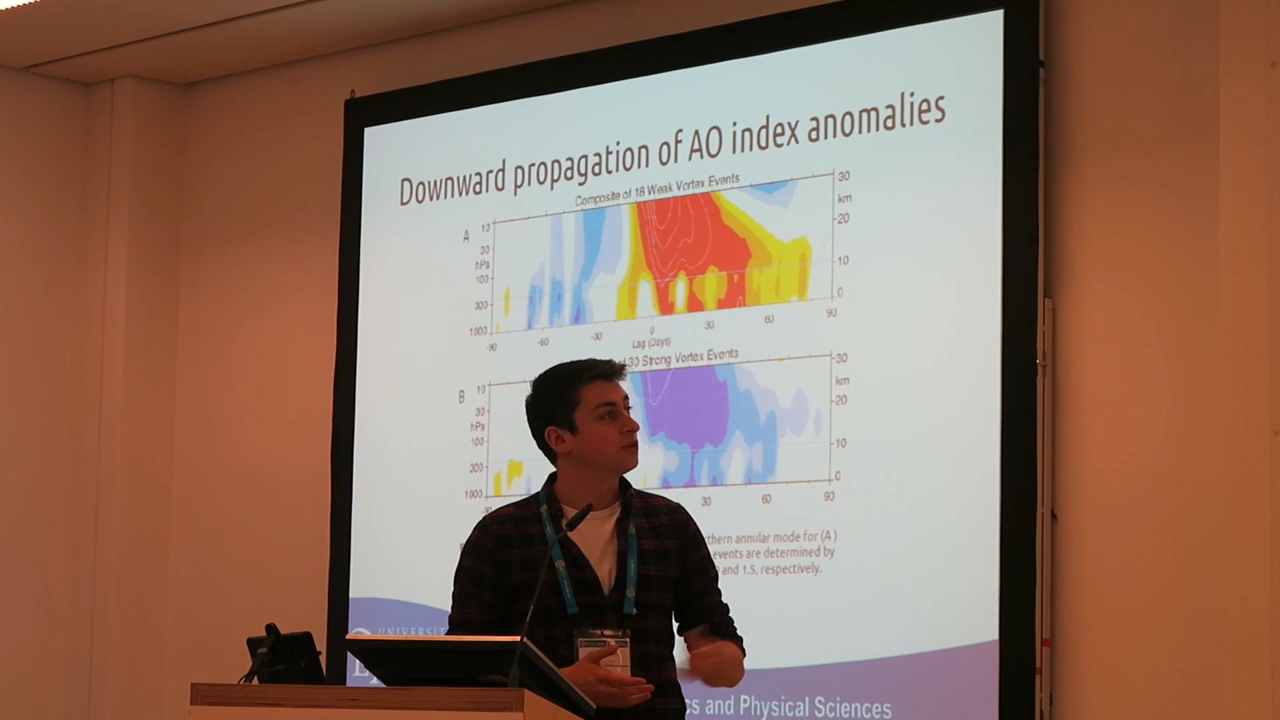 Downward propagation of AO index anomalies
Composite of 18 Weak Vortex Events
A
10
30
hPa
100
300
1000
30
km
20
10
0
-90
-60
-30
0
30
60
90
Lag (Days)
of 30 Strong Vortex Events
B
10
30
hPa
100
300
1000
30
km
20
10
0
30
60
90
thern annular mode for (A)
events are determined by
and 1.5, respectively.
UNIVERSIT
cs and Physical Sciences